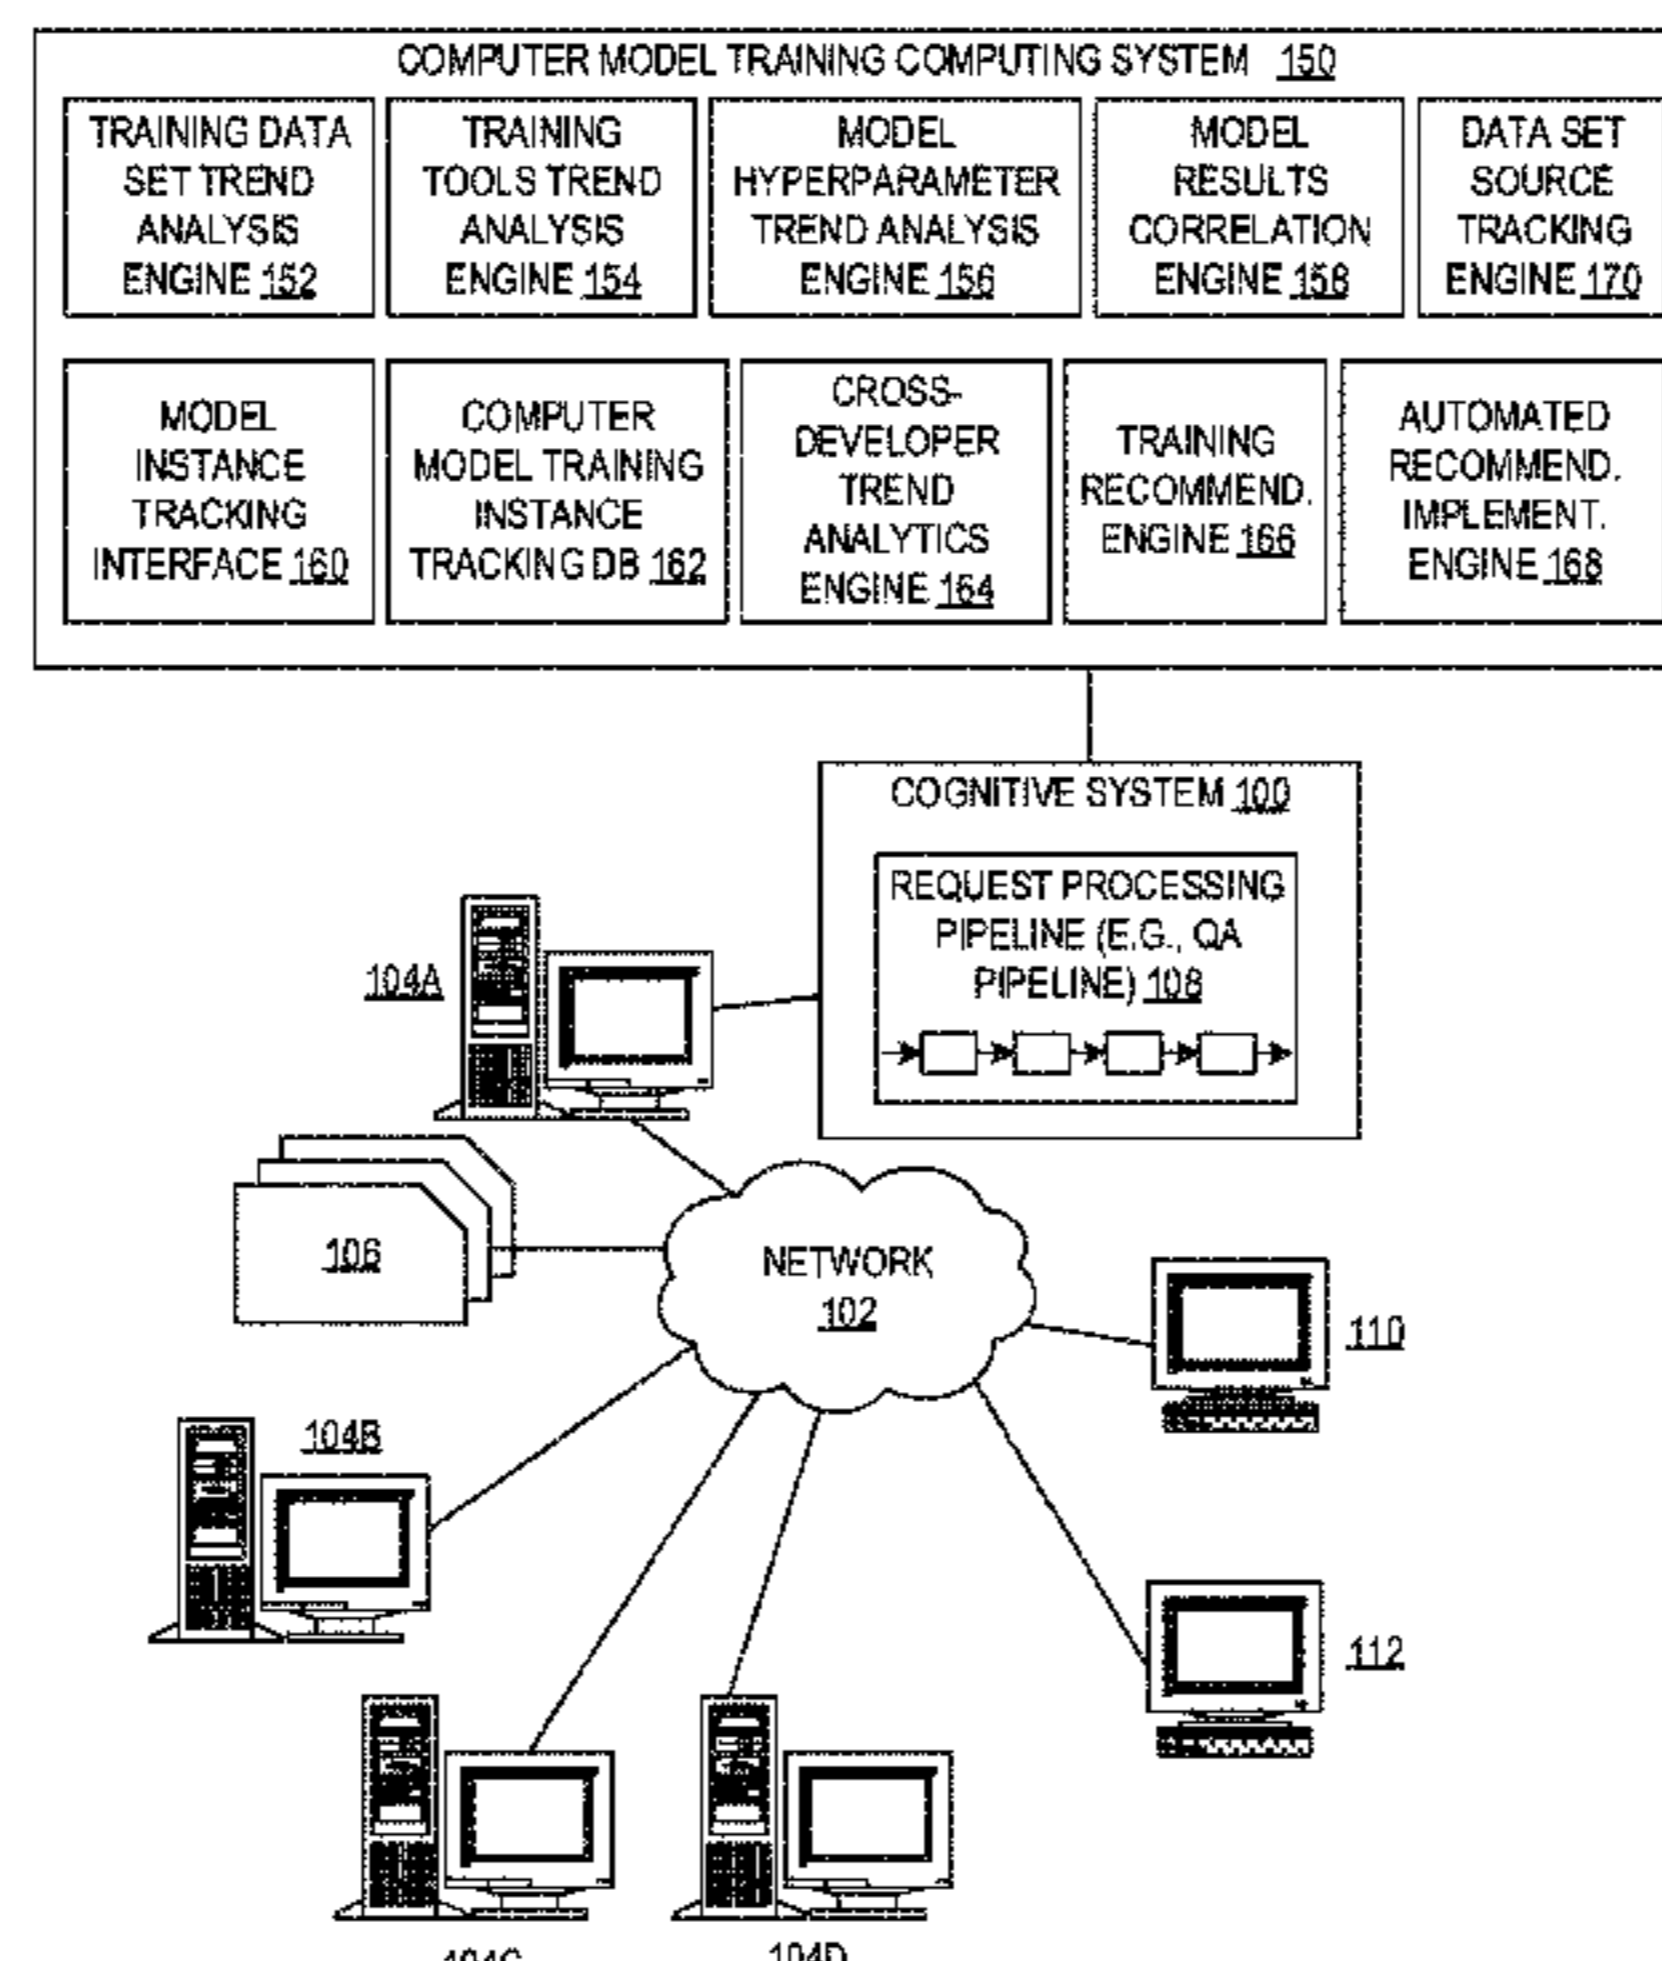 COMPUTER MODEL TRAINING COMPUTING SYSTEM 150
TRAINING DATA
SET TREND
ANALYSIS
ENGINE 152
TRAINING
TOOLS TREND
ANALYSIS
ENGINE 154
MODEL
HYPERPARAMETER
TREND ANALYSIS
ENGINE 156
MODEL
RESULTS
CORRELATION
ENGINE 158
DATA SET
SOURCE
TRACKING
ENGINE 170
MODEL
INSTANCE
TRACKING
INTERFACE 160
COMPUTER
MODEL TRAINING
INSTANCE
TRACKING DB 162
CROSS-
DEVELOPER
TREND
ANALYTICS
ENGINE 164
TRAINING
RECOMMEND.
ENGINE 166
AUTOMATED
RECOMMEND.
IMPLEMENT.
ENGINE 168
COGNITIVE SYSTEM 100
REQUEST PROCESSING
PIPELINE (E.G., QA
PIPELINE) 108
104A
106
NETWORK
102
110
104B
112
104C
104D